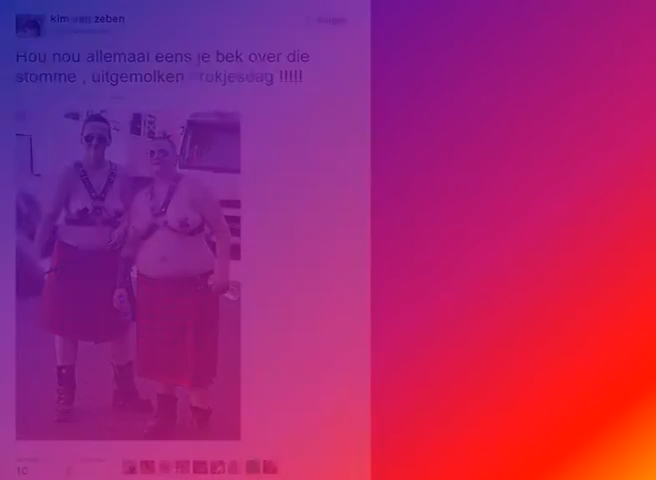 kim van zeben
Hou nou allemaal eens je bek over die
stomme , uitgemolken #rokjesdag !!!!!
10